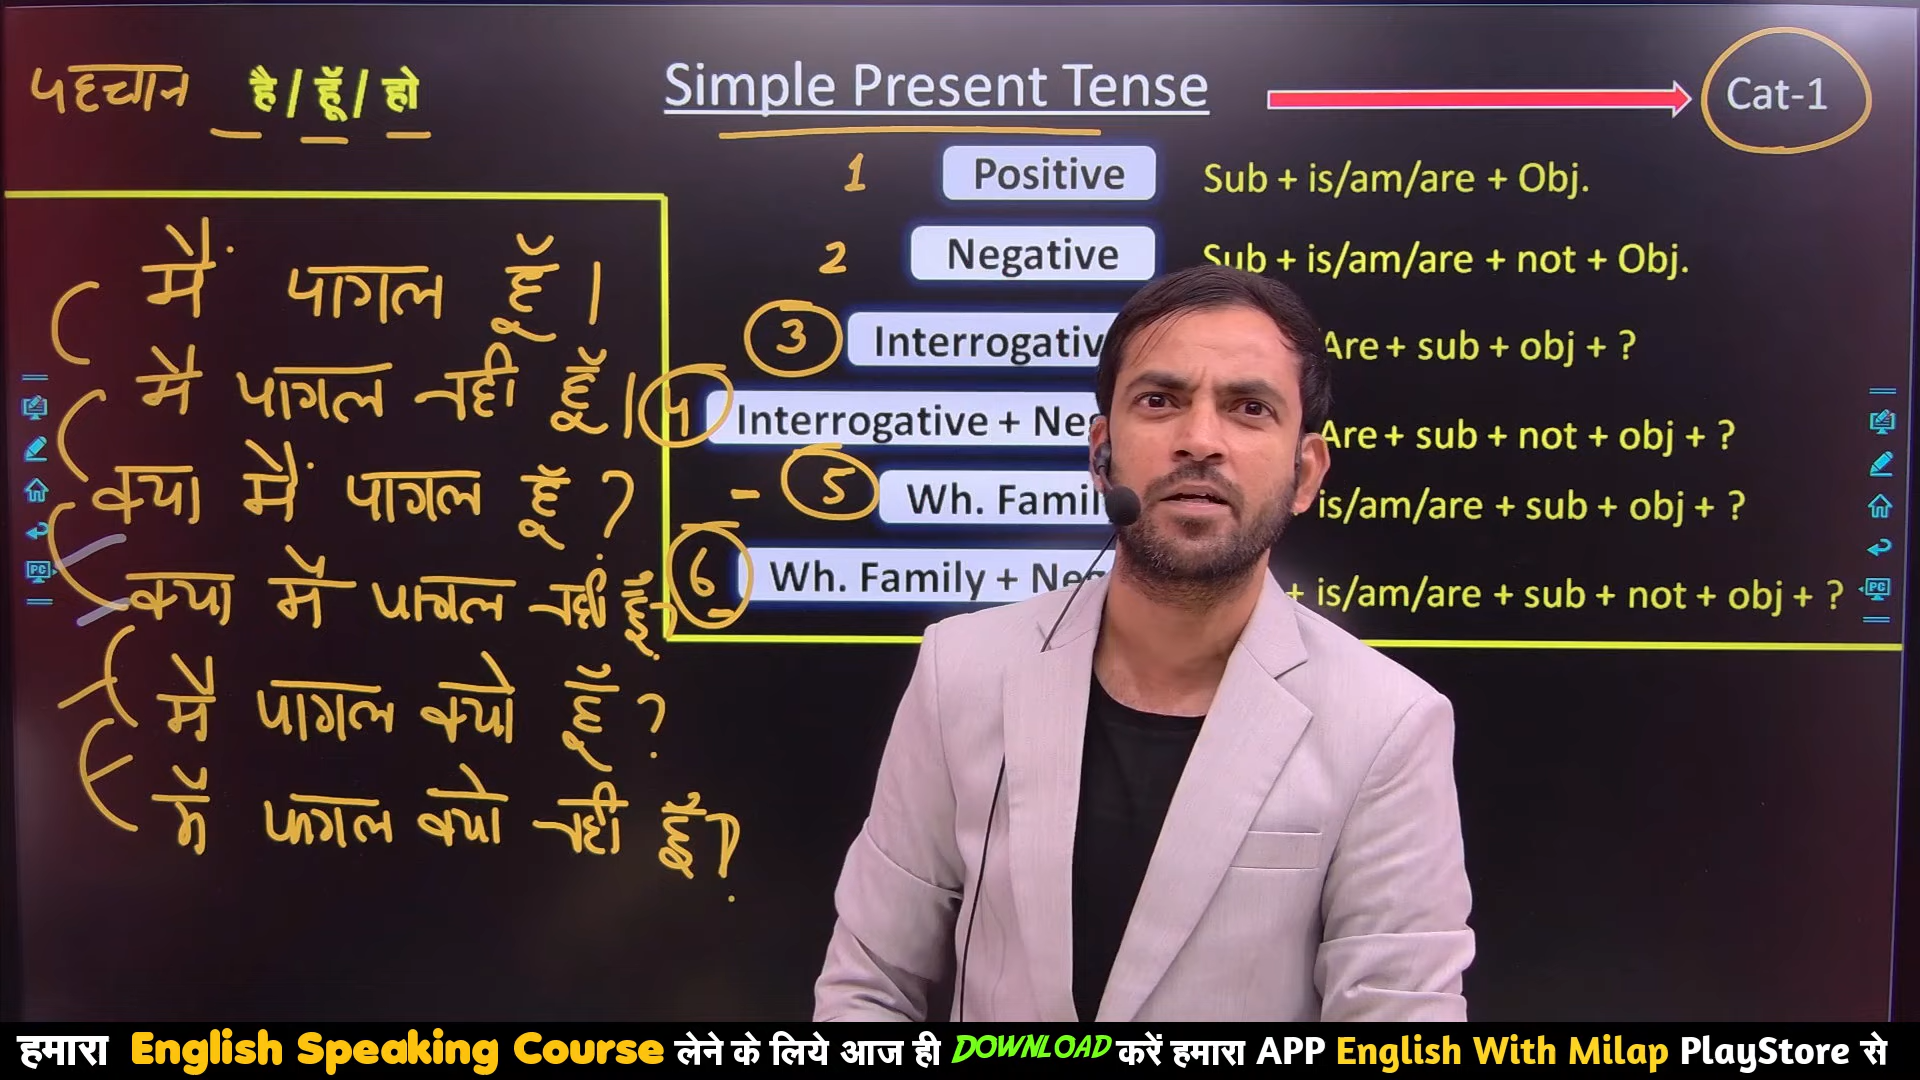 पहचान है / हूँ / हो
Simple Present Tense
Cat-1
1 Positive Sub + is/am/are + Obj.
2 Negative Sub + is/am/are + not + Obj.
3 Interrogativ Are + sub + obj + ?
4 Interrogative + Ne Are + sub + not + obj + ?
- 5 Wh. Famil is/am/are + sub + obj + ?
6 Wh. Family + Ne + is/am/are + sub + not + obj + ?
मैं पागल हूँ।
मै पागल नही हूँ।
क्या मैं पागल हूँ ?
क्या मै पागल नही हूँ ?
मै पागल क्यो हूँ ?
मै पागल क्यो नही हूँ ?
PC
PC
हमारा English Speaking Course लेने के लिये आज ही DOWNLOAD करें हमारा APP English With Milap PlayStore से